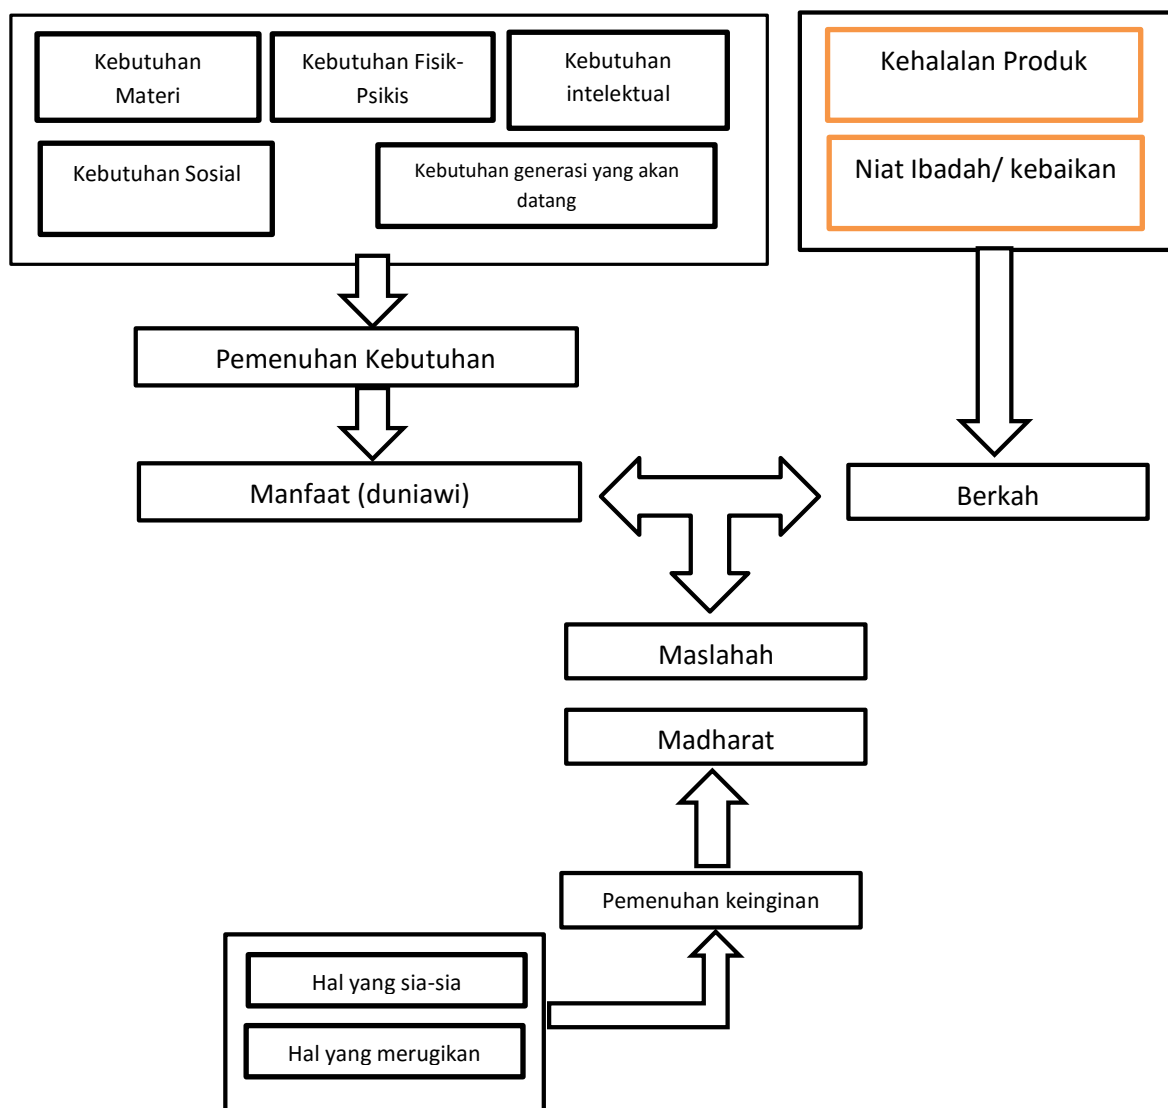 Kebutuhan
Materi
Kebutuhan Fisik-
Psikis
Kebutuhan
intelektual
Kebutuhan Sosial
Kebutuhan generasi yang akan
datang
Kehalalan Produk
Niat Ibadah/ kebaikan
Pemenuhan Kebutuhan
Manfaat (duniawi)
Berkah
Maslahah
Madharat
Pemenuhan keinginan
Hal yang sia-sia
Hal yang merugikan